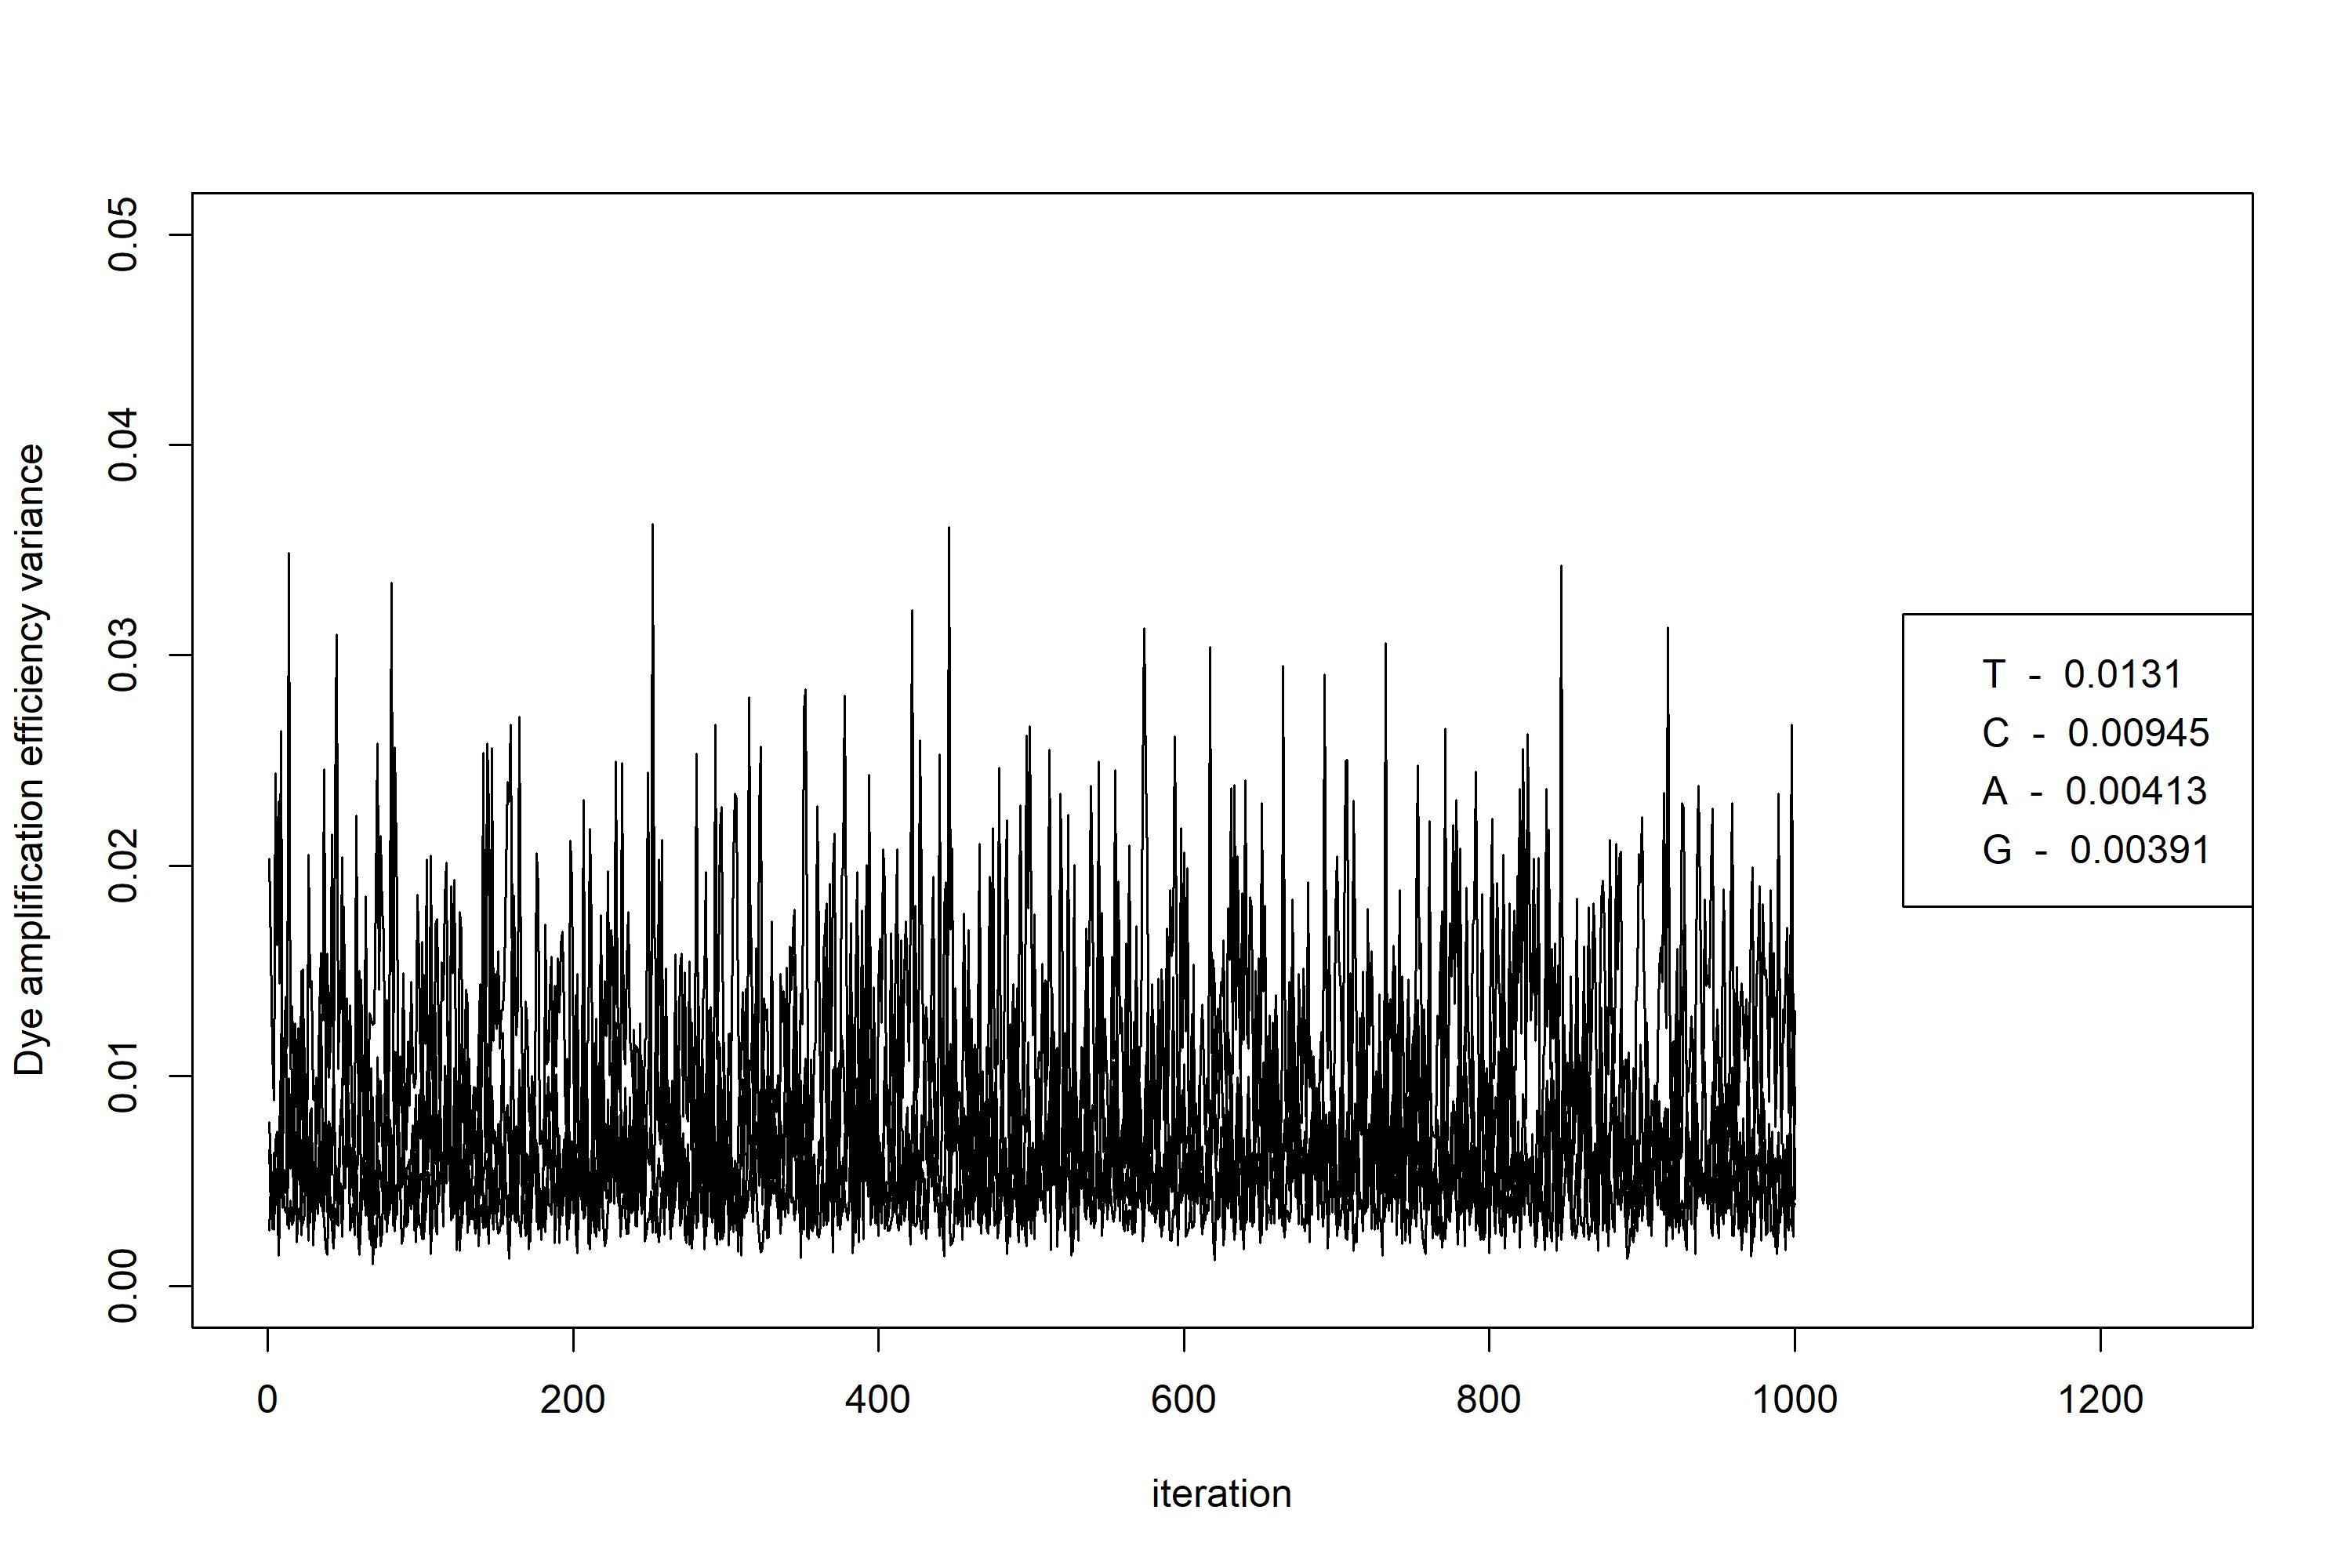 Dye amplification efficiency variance
0.05
0.04
0.03
0.02
0.01
0.00
T - 0.0131
C - 0.00945
A - 0.00413
G - 0.00391
0 200 400 600 800 1000 1200
iteration